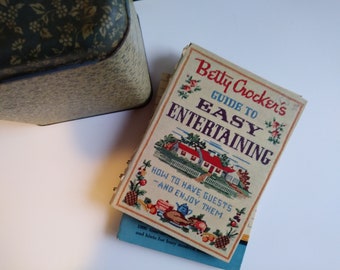 Betty Crocker's
GUIDE TO
EASY
ENTERTAINING
HOW TO HAVE GUESTS
—AND ENJOY THEM